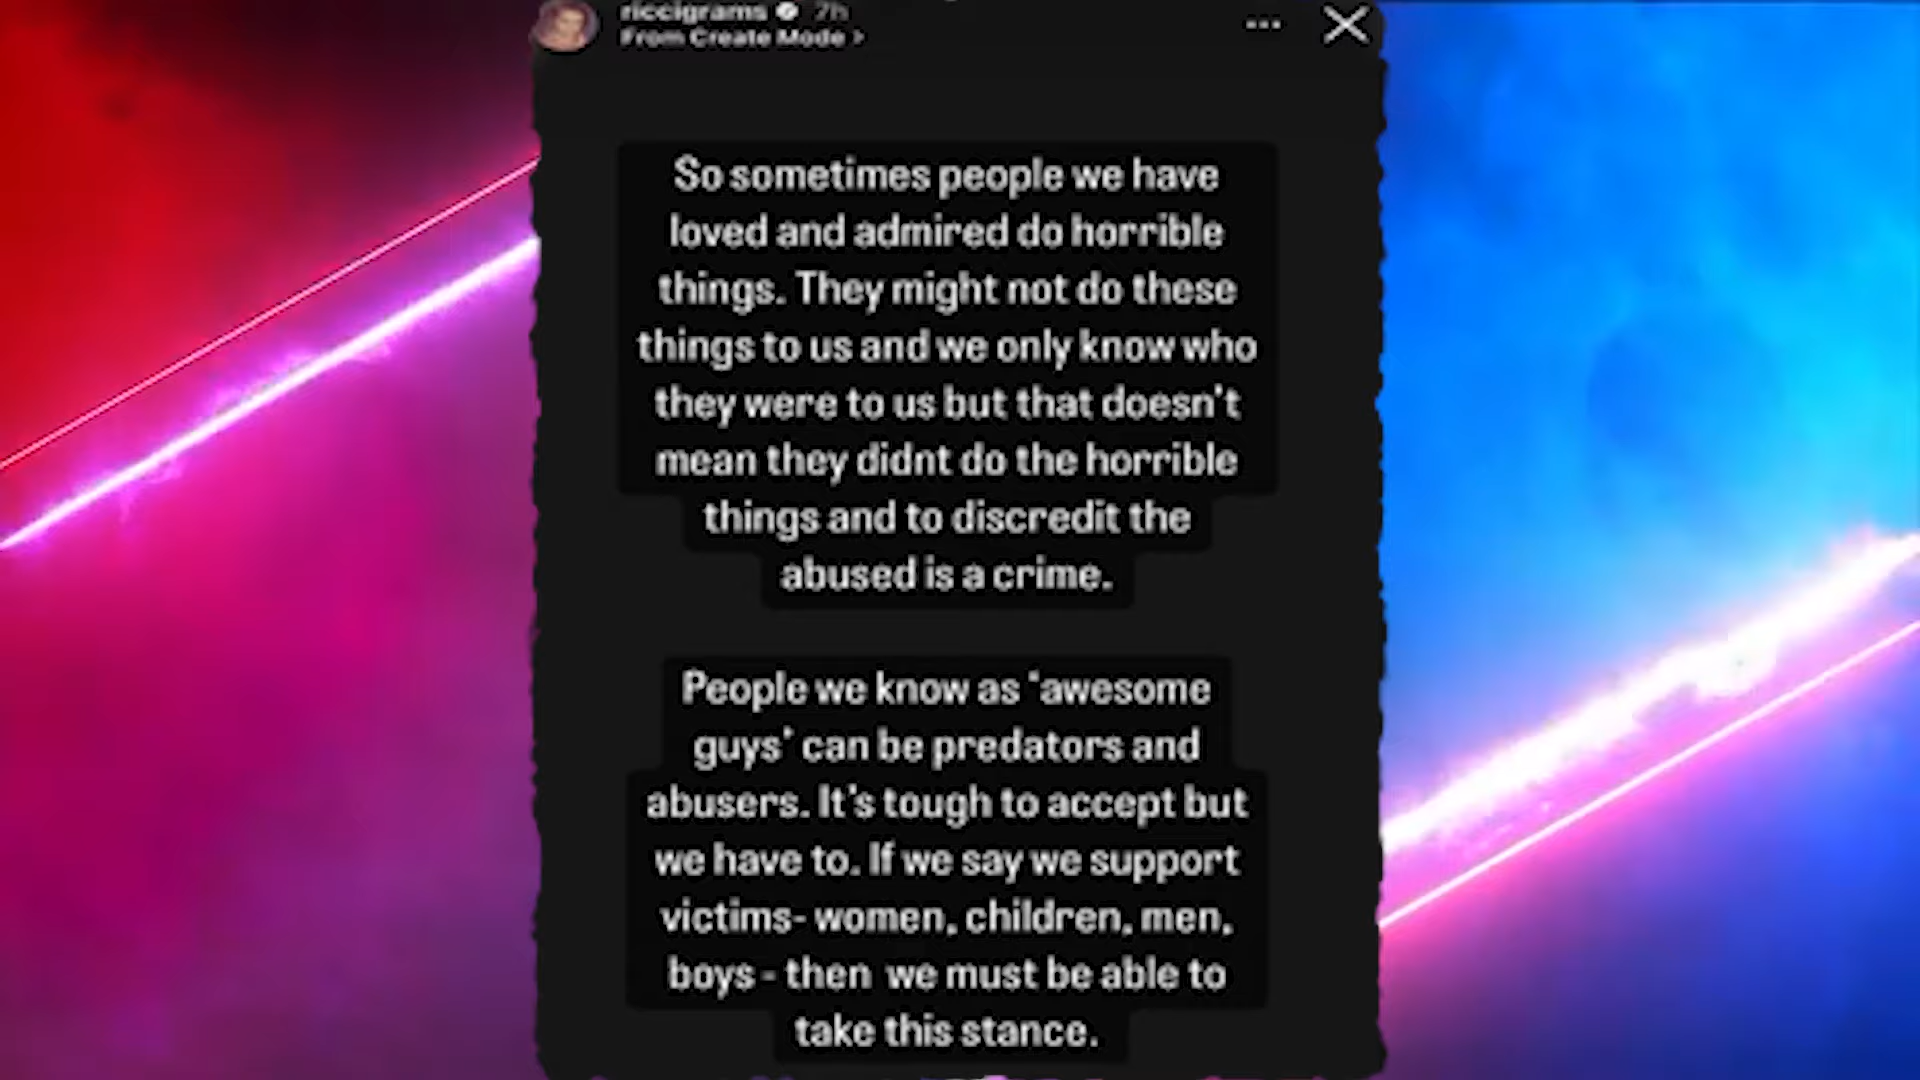 riccigrams 7h
From Create Mode >
So sometimes people we have
loved and admired do horrible
things. They might not do these
things to us and we only know who
they were to us but that doesn't
mean they didnt do the horrible
things and to discredit the
abused is a crime.
People we know as 'awesome
guys' can be predators and
abusers. It's tough to accept but
we have to. If we say we support
victims- women, children, men,
boys - then we must be able to
take this stance.